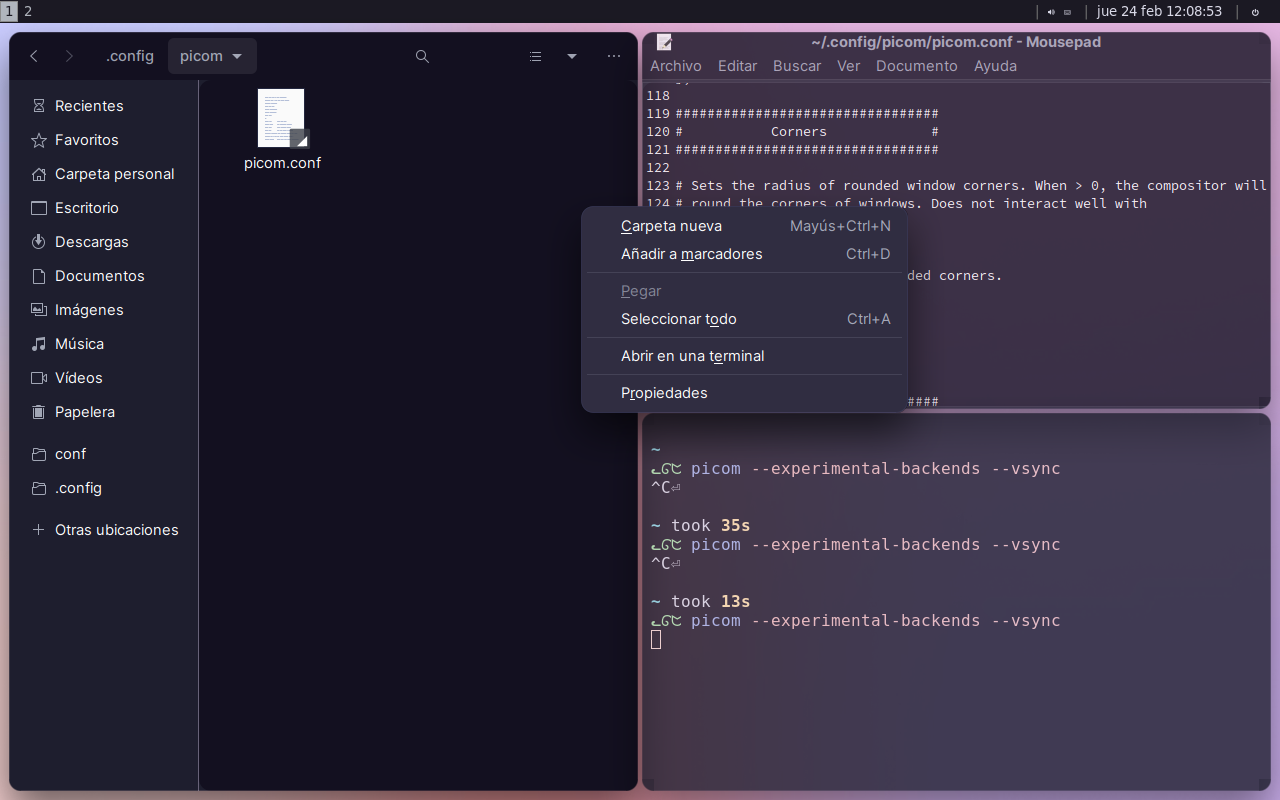 1 2
jue 24 feb 12:08:53
.config picom
Recientes
Favoritos
Carpeta personal
Escritorio
Descargas
Documentos
Imágenes
Música
Vídeos
Papelera
conf
.config
Otras ubicaciones
picom.conf
~/.config/picom/picom.conf - Mousepad
Archivo Editar Buscar Ver Documento Ayuda
118
119 #################################
120 # Corners #
121 #################################
122
123 # Sets the radius of rounded window corners. When > 0, the compositor will
124 # round the corners of windows. Does not interact well with
ded corners.
####
Carpeta nueva Mayús+Ctrl+N
Añadir a marcadores Ctrl+D
Pegar
Seleccionar todo Ctrl+A
Abrir en una terminal
Propiedades
~
picom --experimental-backends --vsync
^C⏎
~ took 35s
picom --experimental-backends --vsync
^C⏎
~ took 13s
picom --experimental-backends --vsync